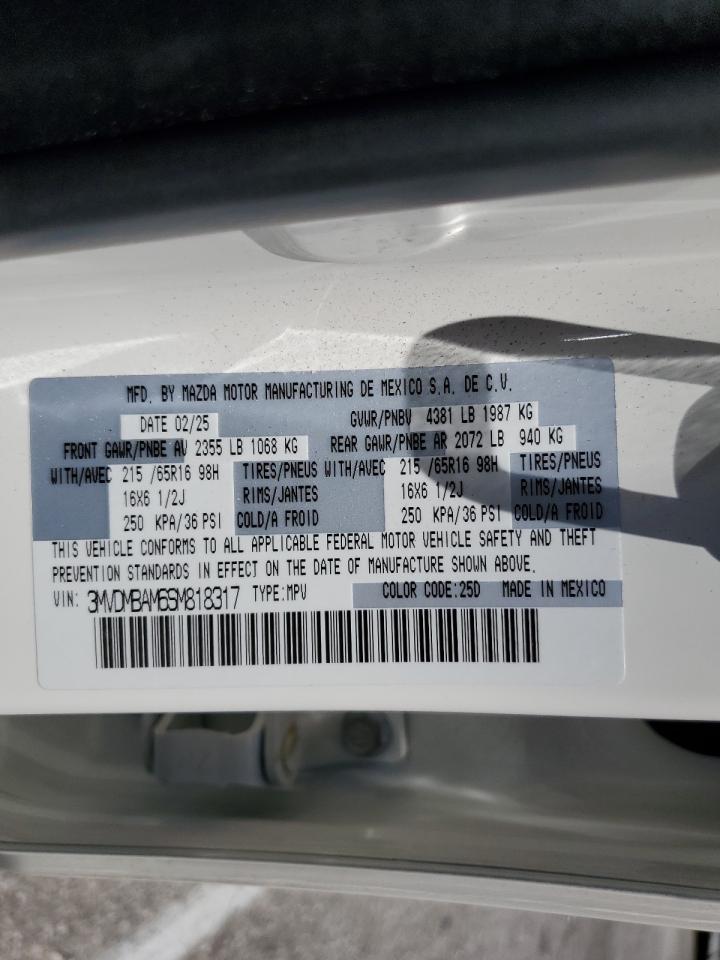 MFD. BY MAZDA MOTOR MANUFACTURING DE MEXICO S.A. DE C.V.
DATE 02/25 GVWR/PNBV 4381 LB 1987 KG
FRONT GAWR/PNBE AV 2355 LB 1068 KG REAR GAWR/PNBE AR 2072 LB 940 KG
WITH/AVEC 215 /65R16 98H TIRES/PNEUS WITH/AVEC 215 /65R16 98H TIRES/PNEUS
16X6 1/2J RIMS/JANTES 16X6 1/2J RIMS/JANTES
250 KPA/36 PSI COLD/A FROID 250 KPA/36 PSI COLD/A FROID
THIS VEHICLE CONFORMS TO ALL APPLICABLE FEDERAL MOTOR VEHICLE SAFETY AND THEFT
PREVENTION STANDARDS IN EFFECT ON THE DATE OF MANUFACTURE SHOWN ABOVE.
VIN: 3MVDMBAM6SM818317 TYPE:MPV COLOR CODE:25D MADE IN MEXICO